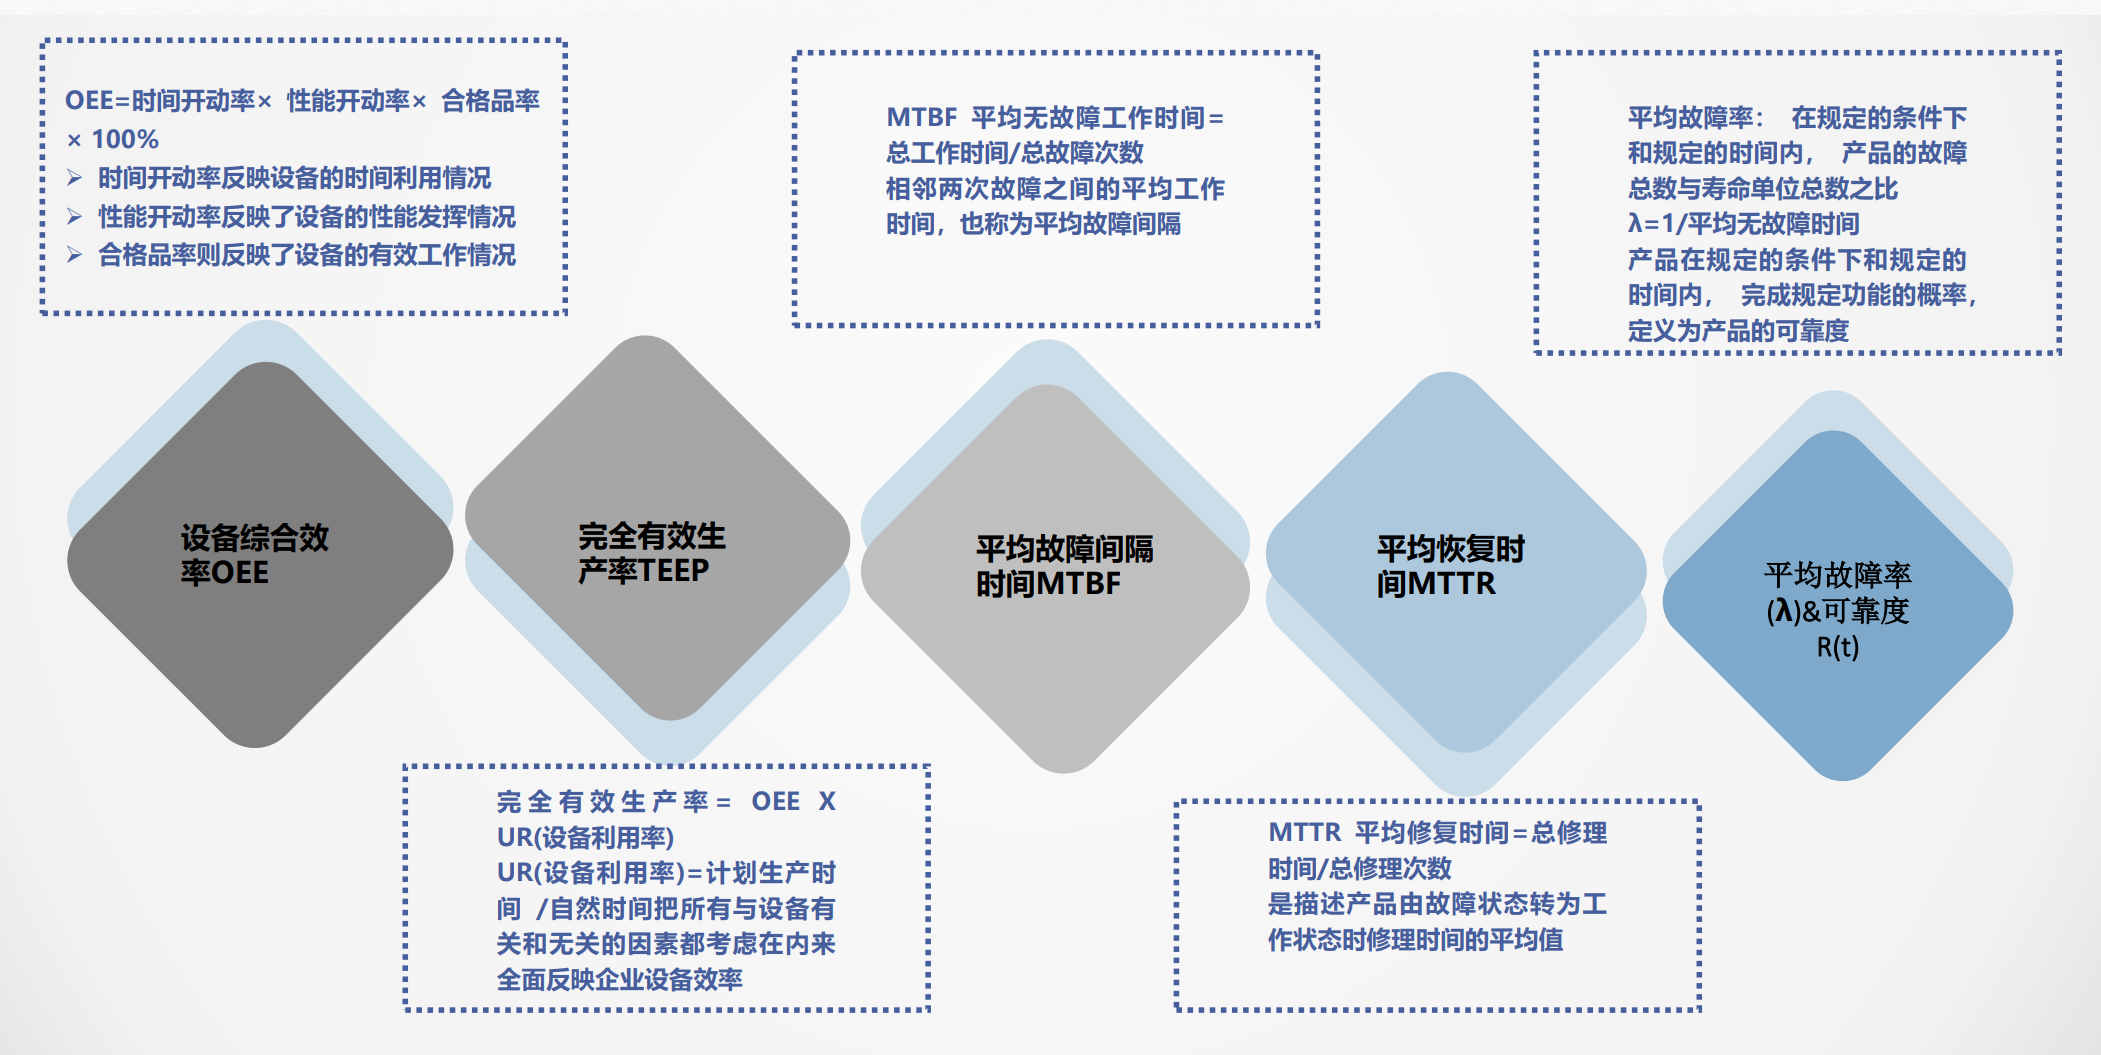 OEE=时间开动率× 性能开动率× 合格品率
× 100%
➢ 时间开动率反映设备的时间利用情况
➢ 性能开动率反映了设备的性能发挥情况
➢ 合格品率则反映了设备的有效工作情况
MTBF 平均无故障工作时间=
总工作时间/总故障次数
相邻两次故障之间的平均工作
时间，也称为平均故障间隔
平均故障率： 在规定的条件下
和规定的时间内， 产品的故障
总数与寿命单位总数之比
λ=1/平均无故障时间
产品在规定的条件下和规定的
时间内， 完成规定功能的概率，
定义为产品的可靠度
设备综合效
率OEE
完全有效生
产率TEEP
平均故障间隔
时间MTBF
平均恢复时
间MTTR
平均故障率
(λ)&可靠度
R(t)
完全有效生产率= OEE X
UR(设备利用率)
UR(设备利用率)=计划生产时
间 /自然时间把所有与设备有
关和无关的因素都考虑在内来
全面反映企业设备效率
MTTR 平均修复时间=总修理
时间/总修理次数
是描述产品由故障状态转为工
作状态时修理时间的平均值